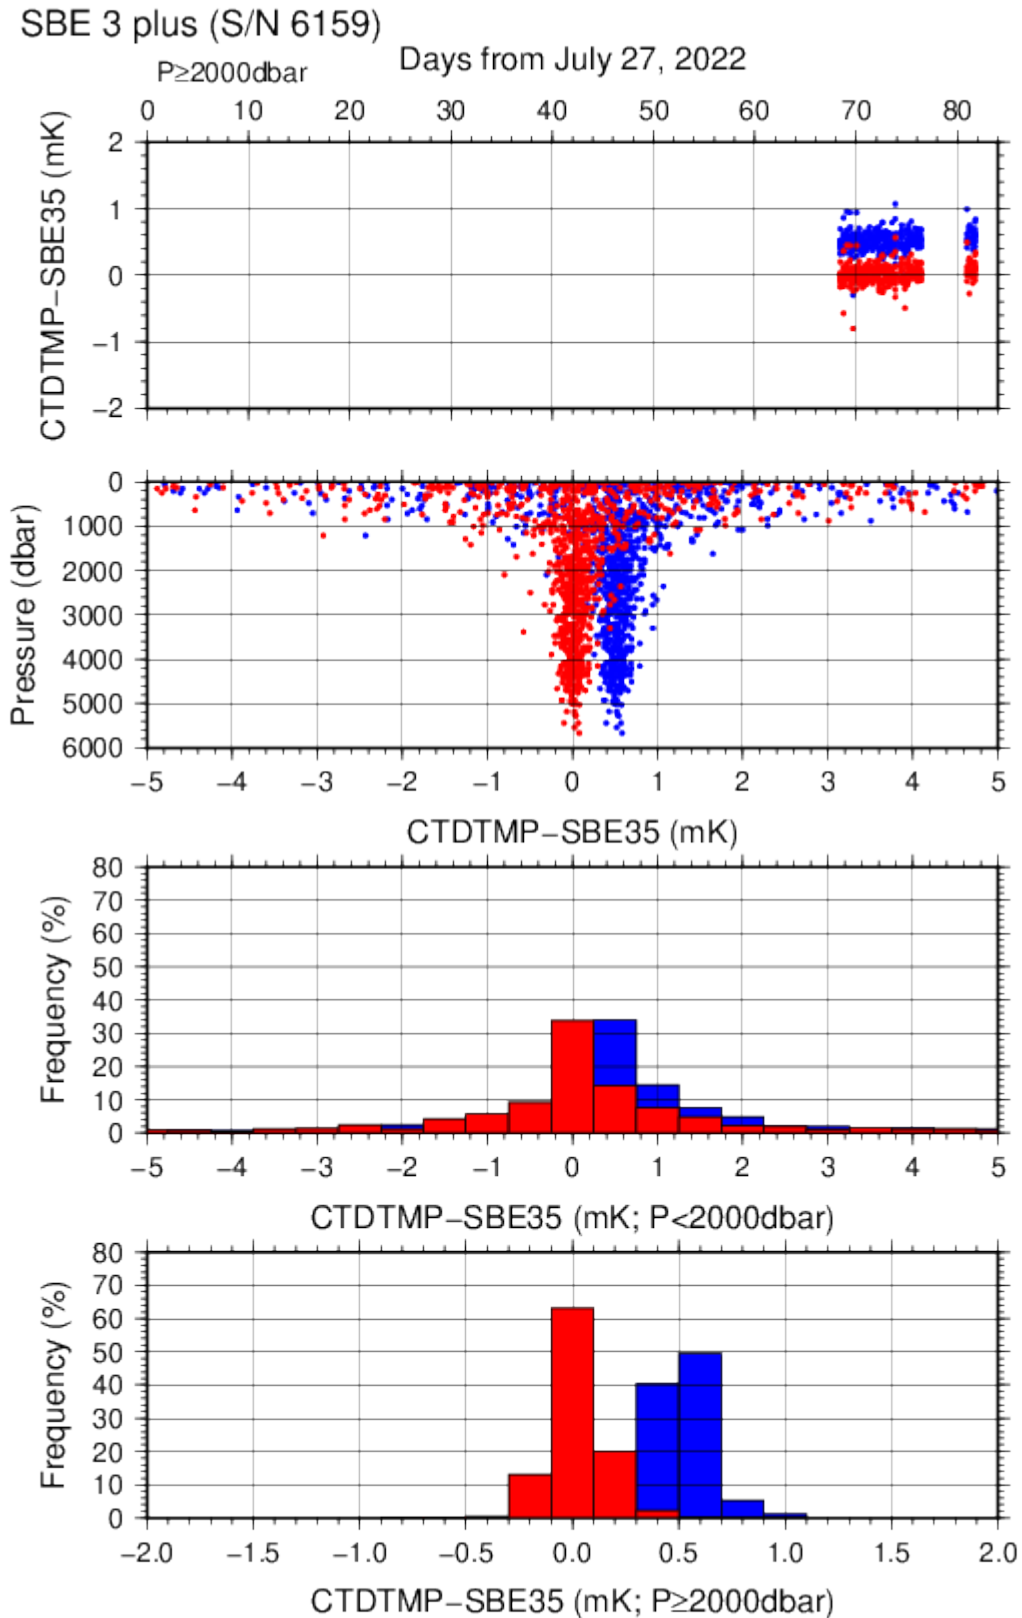 SBE 3 plus (S/N 6159)
P≥2000dbar
Days from July 27, 2022
0 10 20 30 40 50 60 70 80
CTDTMP−SBE35 (mK)
2
1
0
−1
−2
Pressure (dbar)
0
1000
2000
3000
4000
5000
6000
−5 −4 −3 −2 −1 0 1 2 3 4 5
CTDTMP−SBE35 (mK)
Frequency (%)
80
70
60
50
40
30
20
10
0
−5 −4 −3 −2 −1 0 1 2 3 4 5
CTDTMP−SBE35 (mK; P<2000dbar)
Frequency (%)
80
70
60
50
40
30
20
10
0
−2.0 −1.5 −1.0 −0.5 0.0 0.5 1.0 1.5 2.0
CTDTMP−SBE35 (mK; P≥2000dbar)